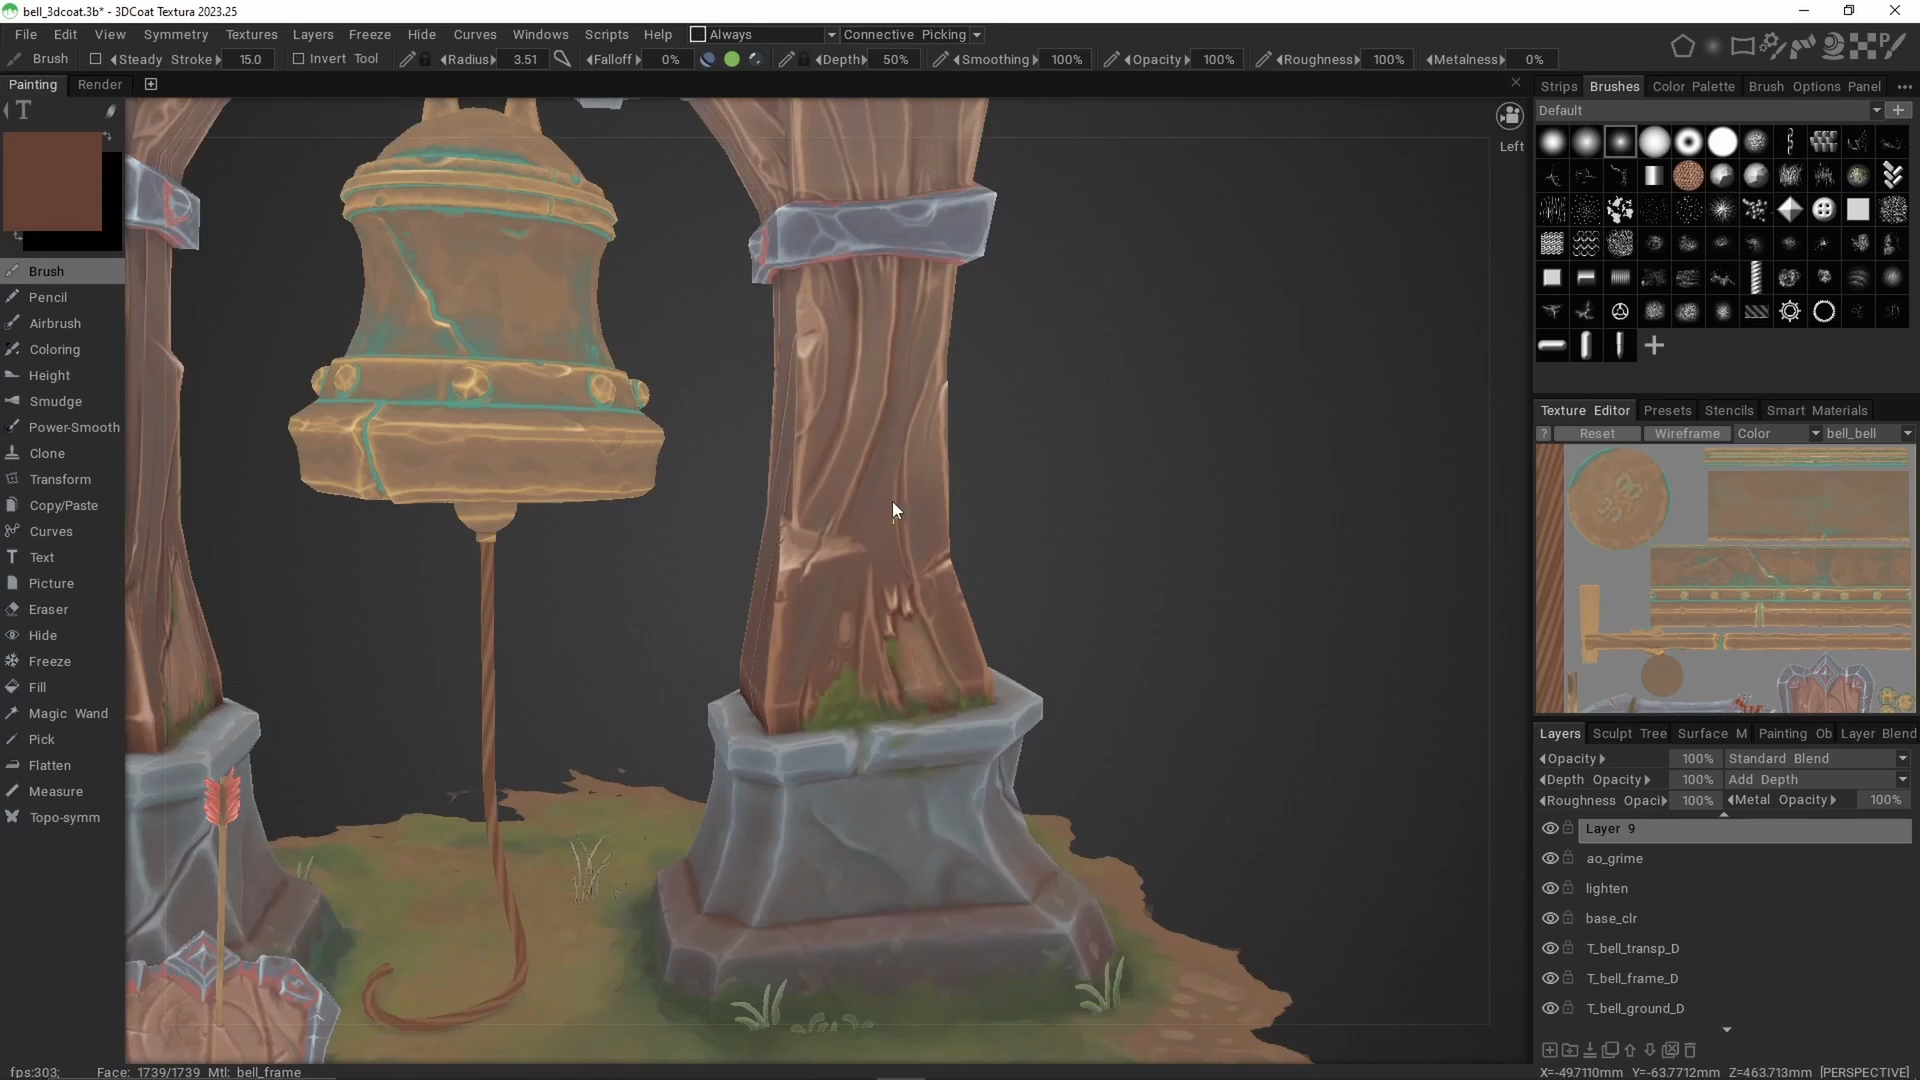 bell_3dcoat.3b* - 3DCoat Textura 2023.25
File Edit View Symmetry Textures Layers Freeze Hide Curves Windows Scripts Help Always Connective Picking
Brush Steady Stroke 15.0 Invert Tool Radius 3.51 Falloff 0% Depth 50% Smoothing 100% Opacity 100% Roughness 100% Metalness 0%
Painting Render
Strips Brushes Color Palette Brush Options Panel
Default
Left
Brush
Pencil
Airbrush
Coloring
Height
Smudge
Power-Smooth
Clone
Transform
Copy/Paste
Curves
Text
Picture
Eraser
Hide
Freeze
Fill
Magic Wand
Pick
Flatten
Measure
Topo-symm
Texture Editor Presets Stencils Smart Materials
? Reset Wireframe Color bell_bell
Layers Sculpt Tree Surface M Painting Ob Layer Blend
Opacity 100% Standard Blend
Depth Opacity 100% Add Depth
Roughness Opaci 100% Metal Opacity 100%
Layer 9
ao_grime
lighten
base_clr
T_bell_transp_D
T_bell_frame_D
T_bell_ground_D
fps:303; Face: 1739/1739 Mtl: bell_frame
X=-49.7110mm Y=-63.7712mm Z=463.713mm [PERSPECTIVE]